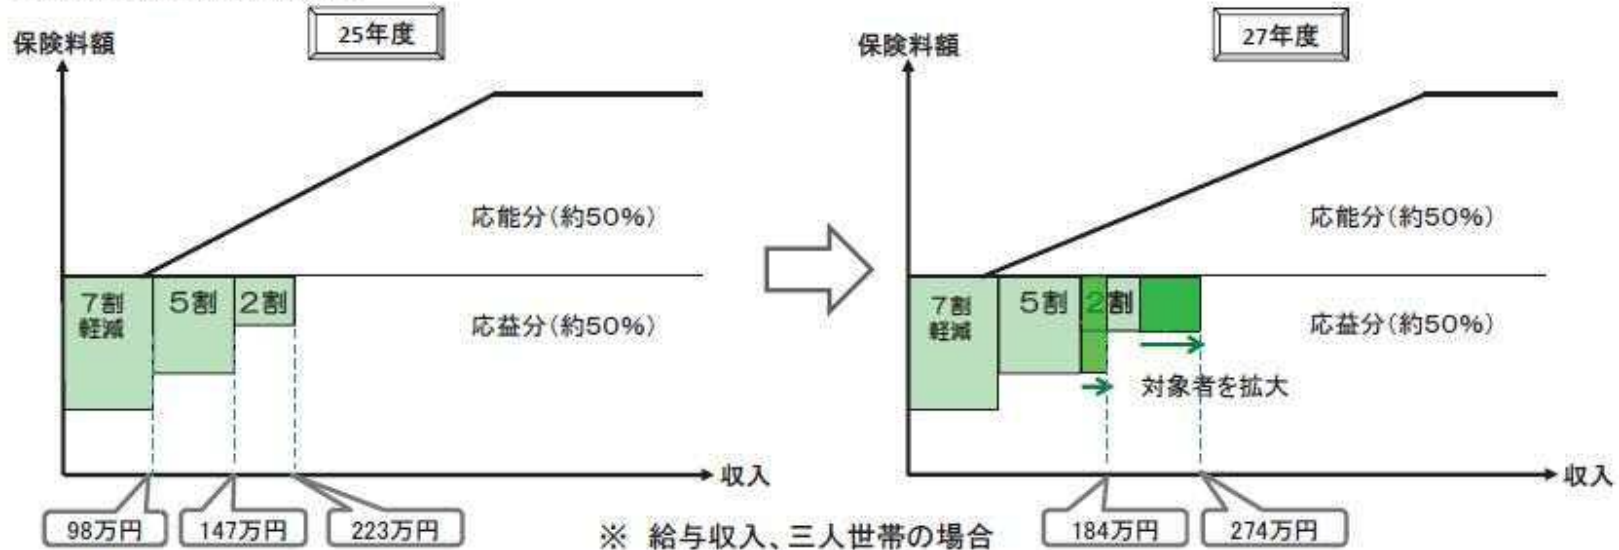 25年度
保険料額
応能分(約50%)
7割
軽減
5割
2割
応益分(約50%)
収入
98万円
147万円
223万円
27年度
保険料額
応能分(約50%)
7割
軽減
5割
2割
応益分(約50%)
対象者を拡大
収入
184万円
274万円
※ 給与収入、三人世帯の場合